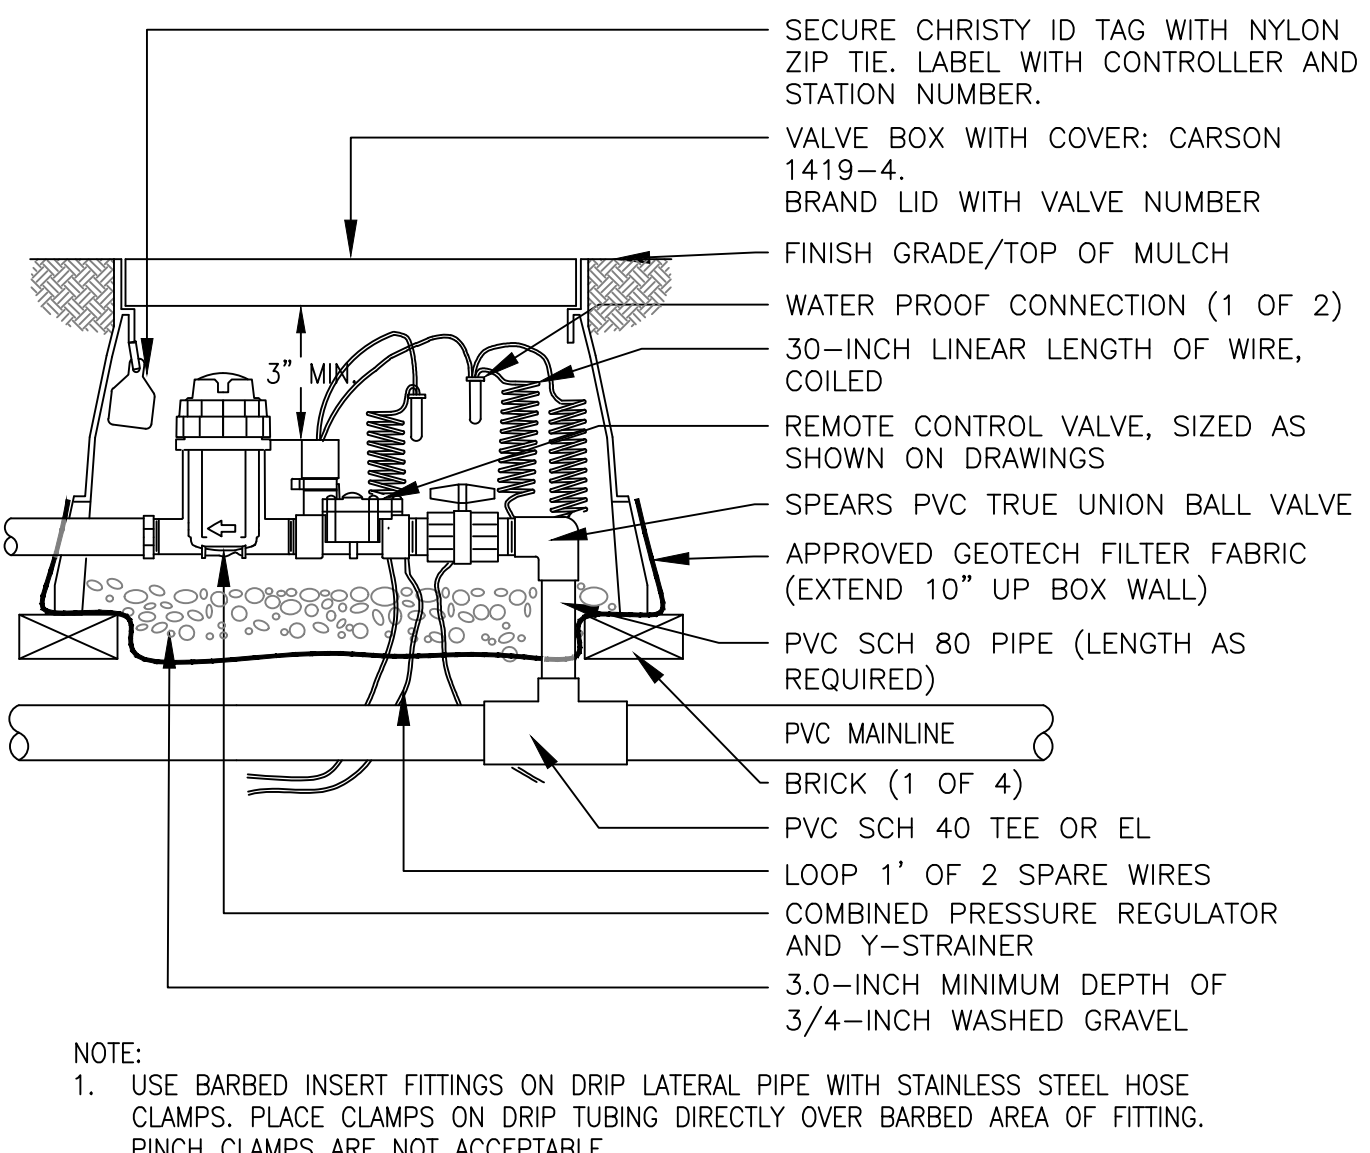 SECURE CHRISTY ID TAG WITH NYLON
ZIP TIE. LABEL WITH CONTROLLER AND
STATION NUMBER.
VALVE BOX WITH COVER: CARSON
1419-4.
BRAND LID WITH VALVE NUMBER
FINISH GRADE/TOP OF MULCH
WATER PROOF CONNECTION (1 OF 2)
30-INCH LINEAR LENGTH OF WIRE,
COILED
3" MIN.
REMOTE CONTROL VALVE, SIZED AS
SHOWN ON DRAWINGS
SPEARS PVC TRUE UNION BALL VALVE
APPROVED GEOTECH FILTER FABRIC
(EXTEND 10" UP BOX WALL)
PVC SCH 80 PIPE (LENGTH AS
REQUIRED)
PVC MAINLINE
BRICK (1 OF 4)
PVC SCH 40 TEE OR EL
LOOP 1' OF 2 SPARE WIRES
COMBINED PRESSURE REGULATOR
AND Y-STRAINER
3.0-INCH MINIMUM DEPTH OF
3/4-INCH WASHED GRAVEL
NOTE:
1. USE BARBED INSERT FITTINGS ON DRIP LATERAL PIPE WITH STAINLESS STEEL HOSE
CLAMPS. PLACE CLAMPS ON DRIP TUBING DIRECTLY OVER BARBED AREA OF FITTING.
PINCH CLAMPS ARE NOT ACCEPTABLE